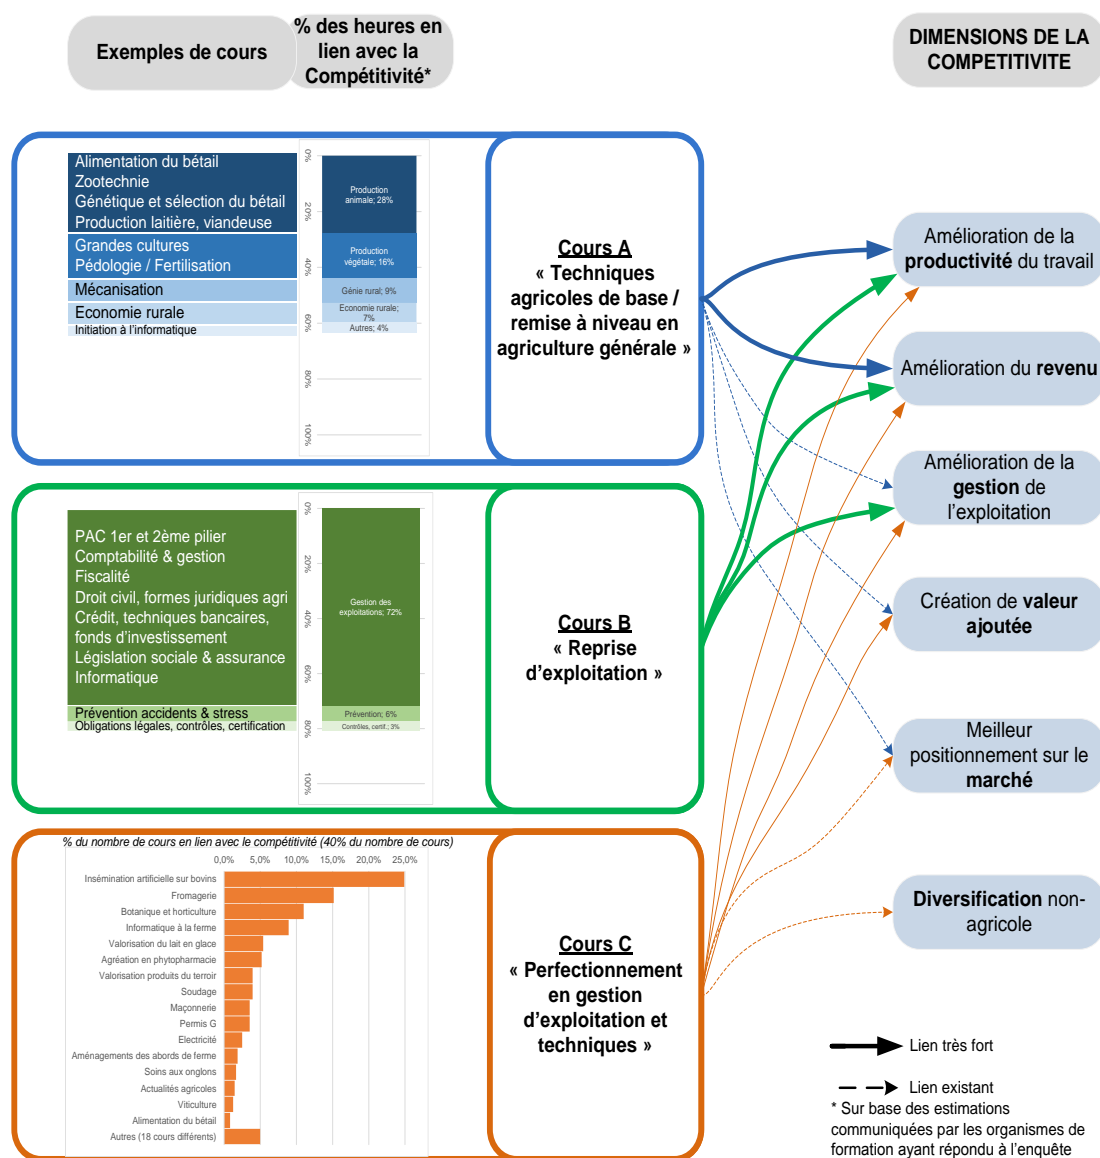 Exemples de cours
% des heures en
lien avec la
Compétitivité*
DIMENSIONS DE LA
COMPETITIVITE
Alimentation du bétail
Zootechnie
Génétique et sélection du bétail
Production laitière, viandeuse
Grandes cultures
Pédologie / Fertilisation
Mécanisation
Economie rurale
Initiation à l'informatique
0%
20%
40%
60%
80%
100%
Production
animale; 28%
Production
végétale; 16%
Génie rural; 9%
Economie rurale;
7%
Autres; 4%
Cours A
« Techniques
agricoles de base /
remise à niveau en
agriculture générale »
PAC 1er et 2ème pilier
Comptabilité & gestion
Fiscalité
Droit civil, formes juridiques agri
Crédit, techniques bancaires,
fonds d'investissement
Législation sociale & assurance
Informatique
Prévention accidents & stress
Obligations légales, contrôles, certification
0%
20%
40%
60%
80%
100%
Gestion des
exploitations; 72%
Prévention; 6%
Contrôles, certif.; 3%
Cours B
« Reprise
d'exploitation »
% du nombre de cours en lien avec le compétitivité (40% du nombre de cours)
0,0% 5,0% 10,0% 15,0% 20,0% 25,0%
Insémination artificielle sur bovins
Fromagerie
Botanique et horticulture
Informatique à la ferme
Valorisation du lait en glace
Agréation en phytopharmacie
Valorisation produits du terroir
Soudage
Maçonnerie
Permis G
Electricité
Aménagements des abords de ferme
Soins aux onglons
Actualités agricoles
Viticulture
Alimentation du bétail
Autres (18 cours différents)
Cours C
« Perfectionnement
en gestion
d'exploitation et
techniques »
Amélioration de la
productivité du travail
Amélioration du revenu
Amélioration de la
gestion de
l'exploitation
Création de valeur
ajoutée
Meilleur
positionnement sur le
marché
Diversification non-
agricole
Lien très fort
Lien existant
* Sur base des estimations
communiquées par les organismes de
formation ayant répondu à l'enquête